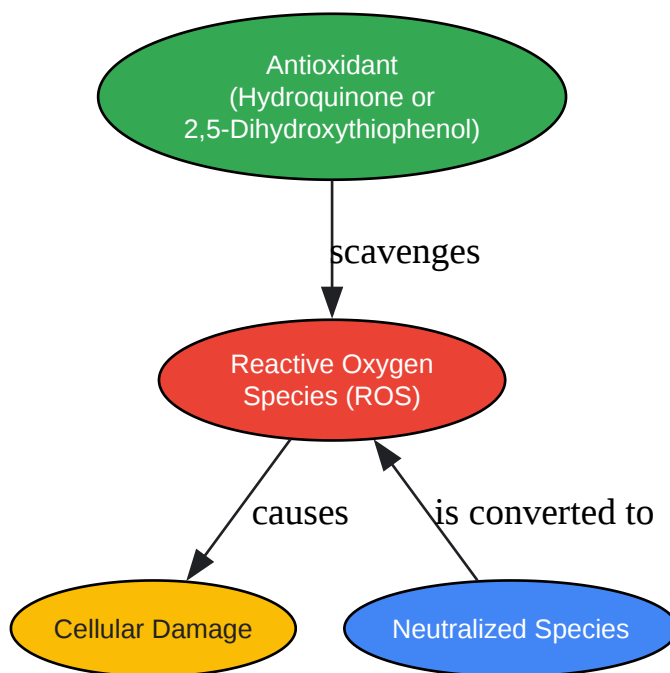 Antioxidant
(Hydroquinone or
2,5-Dihydroxythiophenol)
scavenges
Reactive Oxygen
Species (ROS)
causes
is converted to
Cellular Damage
Neutralized Species